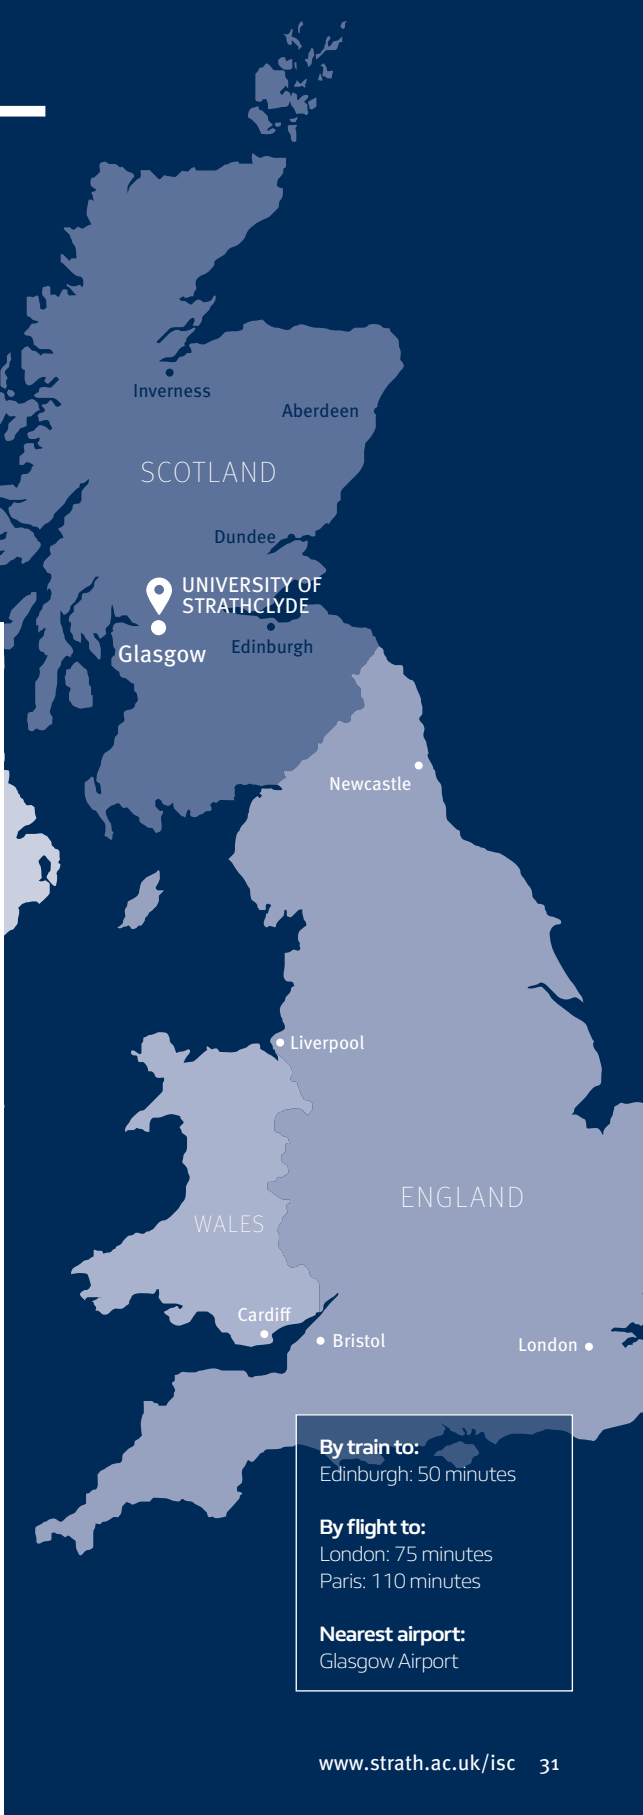 Inverness
Aberdeen
SCOTLAND
Dundee
UNIVERSITY OF
STRATHCLYDE
Glasgow
Edinburgh
Newcastle
Liverpool
ENGLAND
WALES
Cardiff
Bristol
London
By train to:
Edinburgh: 50 minutes
By flight to:
London: 75 minutes
Paris: 110 minutes
Nearest airport:
Glasgow Airport
www.strath.ac.uk/isc 31